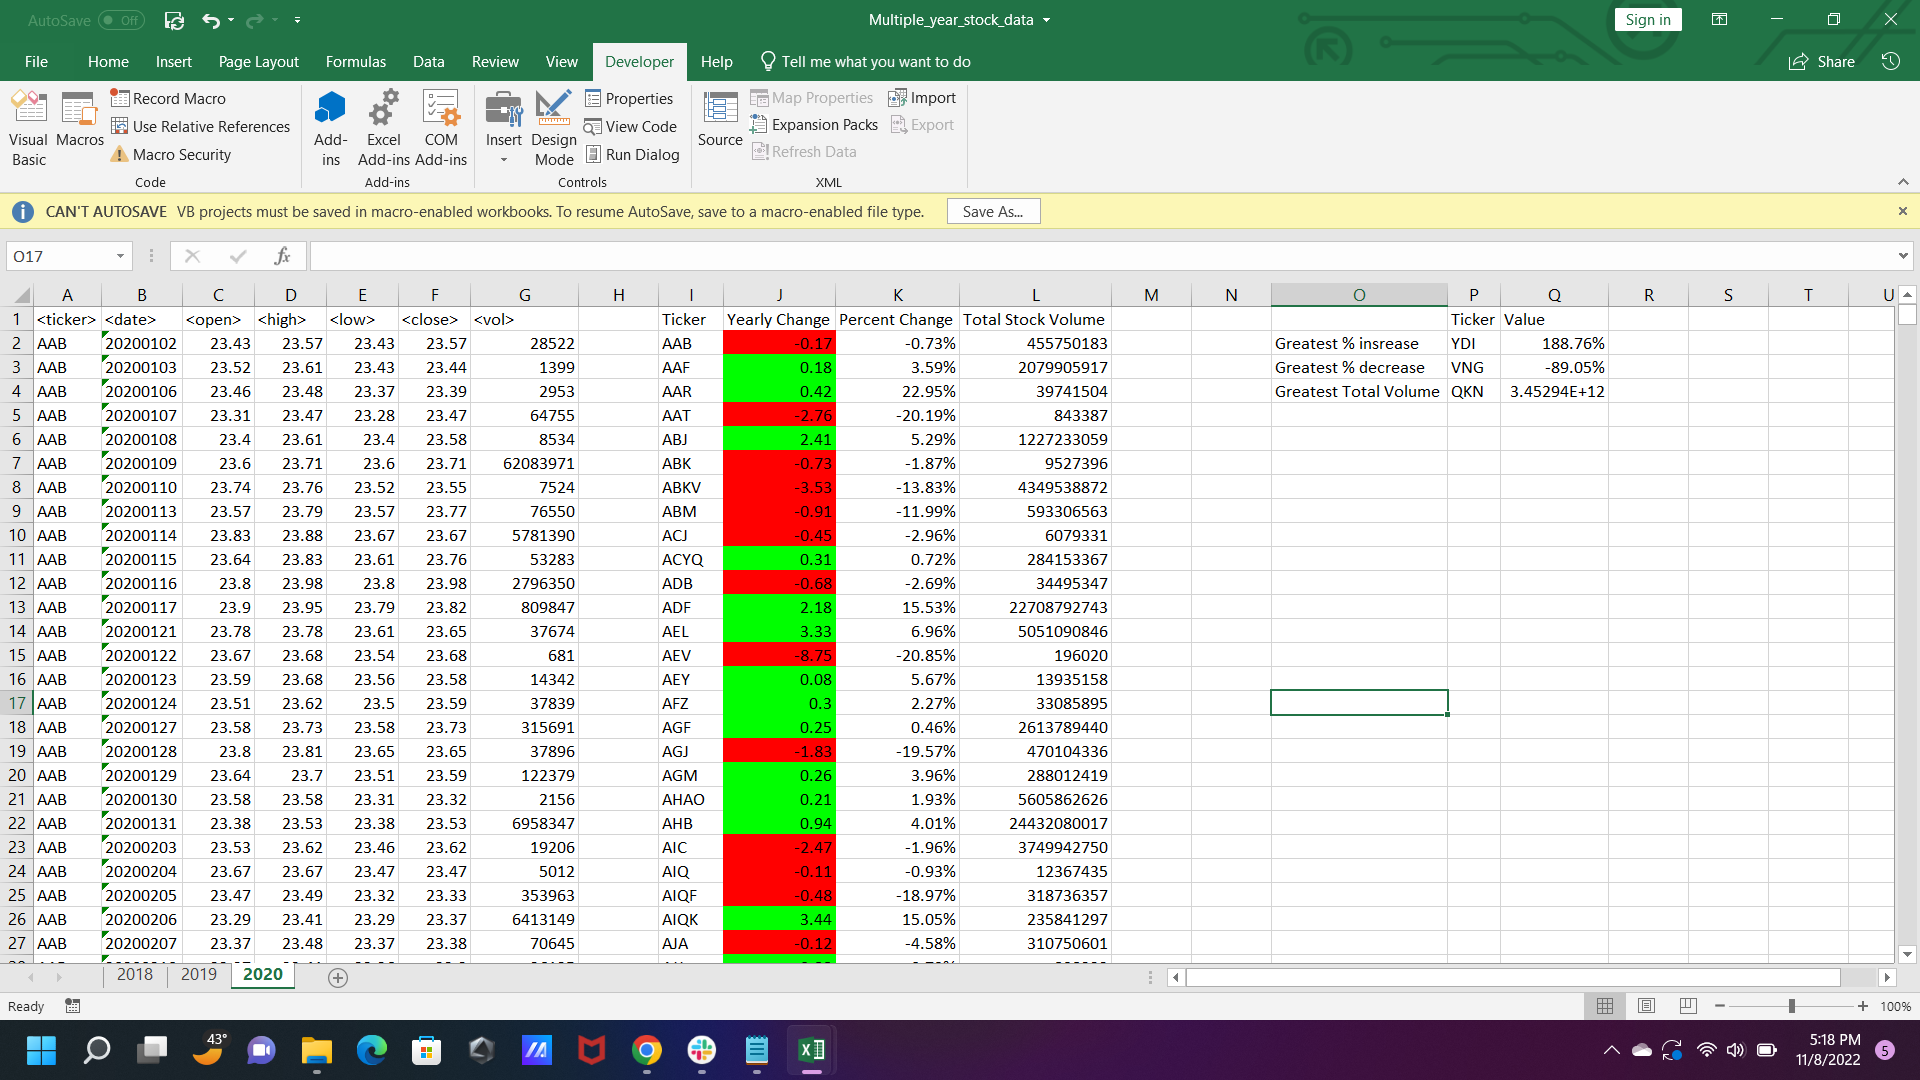 AutoSave Off Multiple_year_stock_data Sign in
File Home Insert Page Layout Formulas Data Review View Developer Help Tell me what you want to do Share
Visual Basic Macros Record Macro Use Relative References Macro Security Code
Add-ins Excel Add-ins COM Add-ins Add-ins
Insert Design Mode Properties View Code Run Dialog Controls
Source Map Properties Expansion Packs Refresh Data Import Export XML
CAN'T AUTOSAVE VB projects must be saved in macro-enabled workbooks. To resume AutoSave, save to a macro-enabled file type. Save As...
O17 fx
A B C D E F G H I J K L M N O P Q R S T U
1 <ticker> <date> <open> <high> <low> <close> <vol> Ticker Yearly Change Percent Change Total Stock Volume Ticker Value
2 AAB 20200102 23.43 23.57 23.43 23.57 28522 AAB -0.17 -0.73% 455750183 Greatest % insrease YDI 188.76%
3 AAB 20200103 23.52 23.61 23.43 23.44 1399 AAF 0.18 3.59% 2079905917 Greatest % decrease VNG -89.05%
4 AAB 20200106 23.46 23.48 23.37 23.39 2953 AAR 0.42 22.95% 39741504 Greatest Total Volume QKN 3.45294E+12
5 AAB 20200107 23.31 23.47 23.28 23.47 64755 AAT -2.76 -20.19% 843387
6 AAB 20200108 23.4 23.61 23.4 23.58 8534 ABJ 2.41 5.29% 1227233059
7 AAB 20200109 23.6 23.71 23.6 23.71 62083971 ABK -0.73 -1.87% 9527396
8 AAB 20200110 23.74 23.76 23.52 23.55 7524 ABKV -3.53 -13.83% 4349538872
9 AAB 20200113 23.57 23.79 23.57 23.77 76550 ABM -0.91 -11.99% 593306563
10 AAB 20200114 23.83 23.88 23.67 23.67 5781390 ACJ -0.45 -2.96% 6079331
11 AAB 20200115 23.64 23.83 23.61 23.76 53283 ACYQ 0.31 0.72% 284153367
12 AAB 20200116 23.8 23.98 23.8 23.98 2796350 ADB -0.68 -2.69% 34495347
13 AAB 20200117 23.9 23.95 23.79 23.82 809847 ADF 2.18 15.53% 22708792743
14 AAB 20200121 23.78 23.78 23.61 23.65 37674 AEL 3.33 6.96% 5051090846
15 AAB 20200122 23.67 23.68 23.54 23.68 681 AEV -8.75 -20.85% 196020
16 AAB 20200123 23.59 23.68 23.56 23.58 14342 AEY 0.08 5.67% 13935158
17 AAB 20200124 23.51 23.62 23.5 23.59 37839 AFZ 0.3 2.27% 33085895
18 AAB 20200127 23.58 23.73 23.58 23.73 315691 AGF 0.25 0.46% 2613789440
19 AAB 20200128 23.8 23.81 23.65 23.65 37896 AGJ -1.83 -19.57% 470104336
20 AAB 20200129 23.64 23.7 23.51 23.59 122379 AGM 0.26 3.96% 288012419
21 AAB 20200130 23.58 23.58 23.31 23.32 2156 AHAO 0.21 1.93% 5605862626
22 AAB 20200131 23.38 23.53 23.38 23.53 6958347 AHB 0.94 4.01% 24432080017
23 AAB 20200203 23.53 23.62 23.46 23.62 19206 AIC -2.47 -1.96% 3749942750
24 AAB 20200204 23.67 23.67 23.47 23.47 5012 AIQ -0.11 -0.93% 12367435
25 AAB 20200205 23.47 23.49 23.32 23.33 353963 AIQF -0.48 -18.97% 318736357
26 AAB 20200206 23.29 23.41 23.29 23.37 6413149 AIQK 3.44 15.05% 235841297
27 AAB 20200207 23.37 23.48 23.37 23.38 70645 AJA -0.12 -4.58% 310750601
2018 2019 2020
Ready 100%
43° 5:18 PM
11/8/2022 5